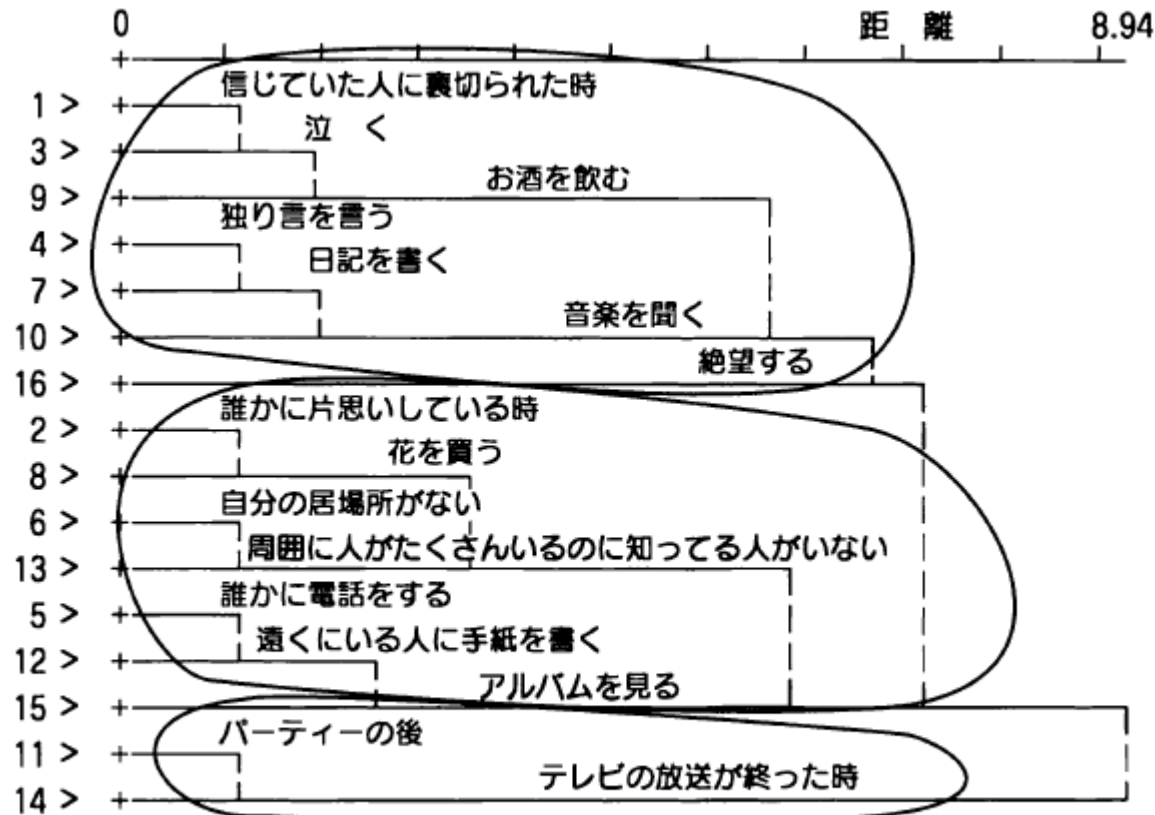 0 距 離 8.94
信じていた人に裏切られた時
1 >
泣 く
3 >
お酒を飲む
9 >
独り言を言う
4 >
日記を書く
7 >
音楽を聞く
10 >
絶望する
16 >
誰かに片思いしている時
2 >
花を買う
8 >
自分の居場所がない
6 >
周囲に人がたくさんいるのに知ってる人がいない
13 >
誰かに電話をする
5 >
遠くにいる人に手紙を書く
12 >
アルバムを見る
15 >
パーティーの後
11 >
テレビの放送が終った時
14 >